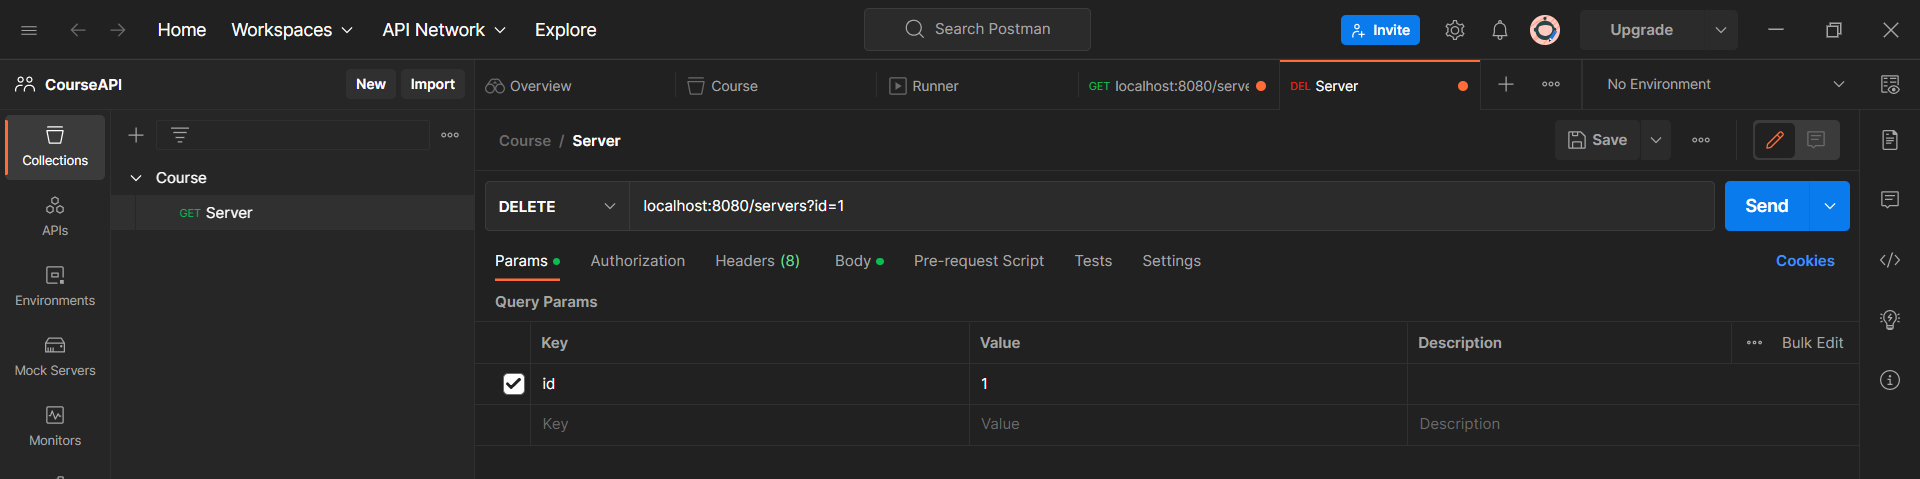 Home Workspaces API Network Explore Search Postman Invite Upgrade
CourseAPI New Import Overview Course Runner GET localhost:8080/serve DEL Server No Environment
Collections
APIs
Environments
Mock Servers
Monitors
Course
GET Server
Course / Server Save
DELETE localhost:8080/servers?id=1 Send
Params Authorization Headers (8) Body Pre-request Script Tests Settings Cookies
Query Params
Key Value Description Bulk Edit
id 1
Key Value Description